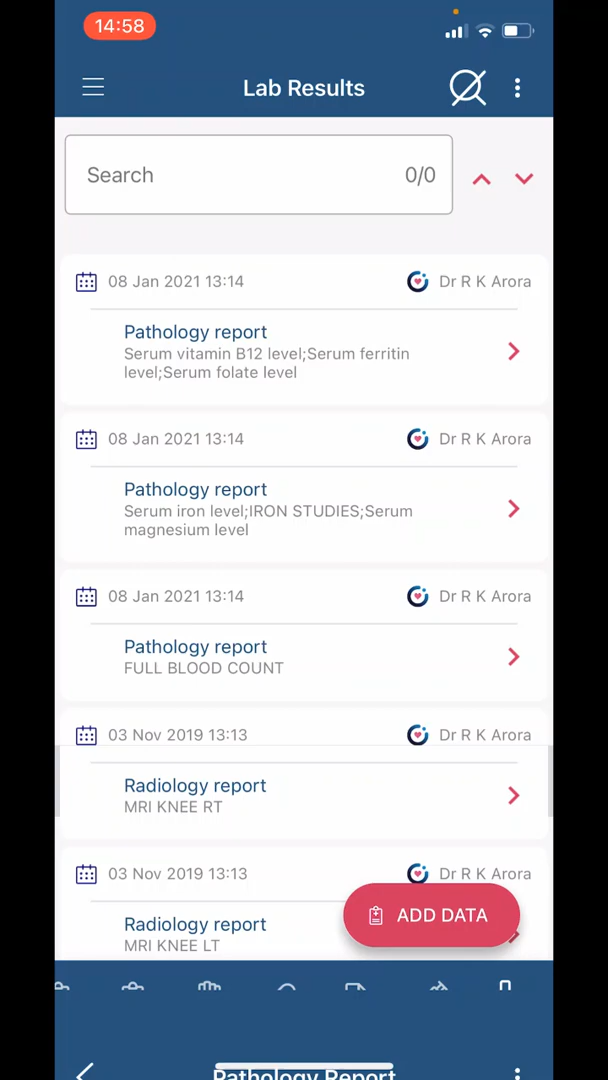 14:58
Lab Results
Search 0/0
08 Jan 2021 13:14 Dr R K Arora
Pathology report
Serum vitamin B12 level;Serum ferritin
level;Serum folate level
08 Jan 2021 13:14 Dr R K Arora
Pathology report
Serum iron level;IRON STUDIES;Serum
magnesium level
08 Jan 2021 13:14 Dr R K Arora
Pathology report
FULL BLOOD COUNT
03 Nov 2019 13:13 Dr R K Arora
Radiology report
MRI KNEE RT
03 Nov 2019 13:13 Dr R K Arora
Radiology report
MRI KNEE LT
ADD DATA
Pathology Report